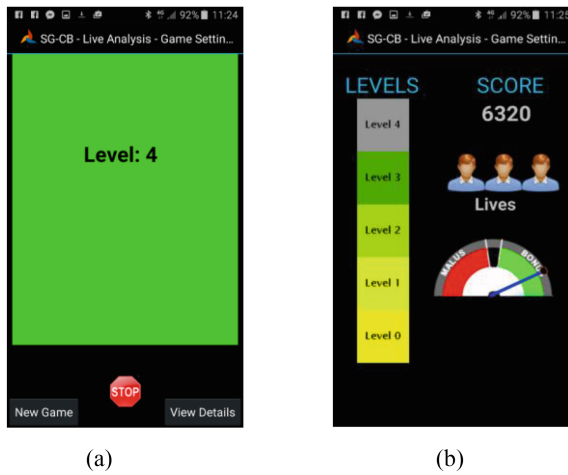 92% 11:24
SG-CB - Live Analysis - Game Settin...
Level: 4
STOP
New Game
View Details
(a)
92% 11:25
SG-CB - Live Analysis - Game Settin...
LEVELS
SCORE
6320
Level 4
Level 3
Lives
Level 2
MALUS
Level 1
Level 0
(b)